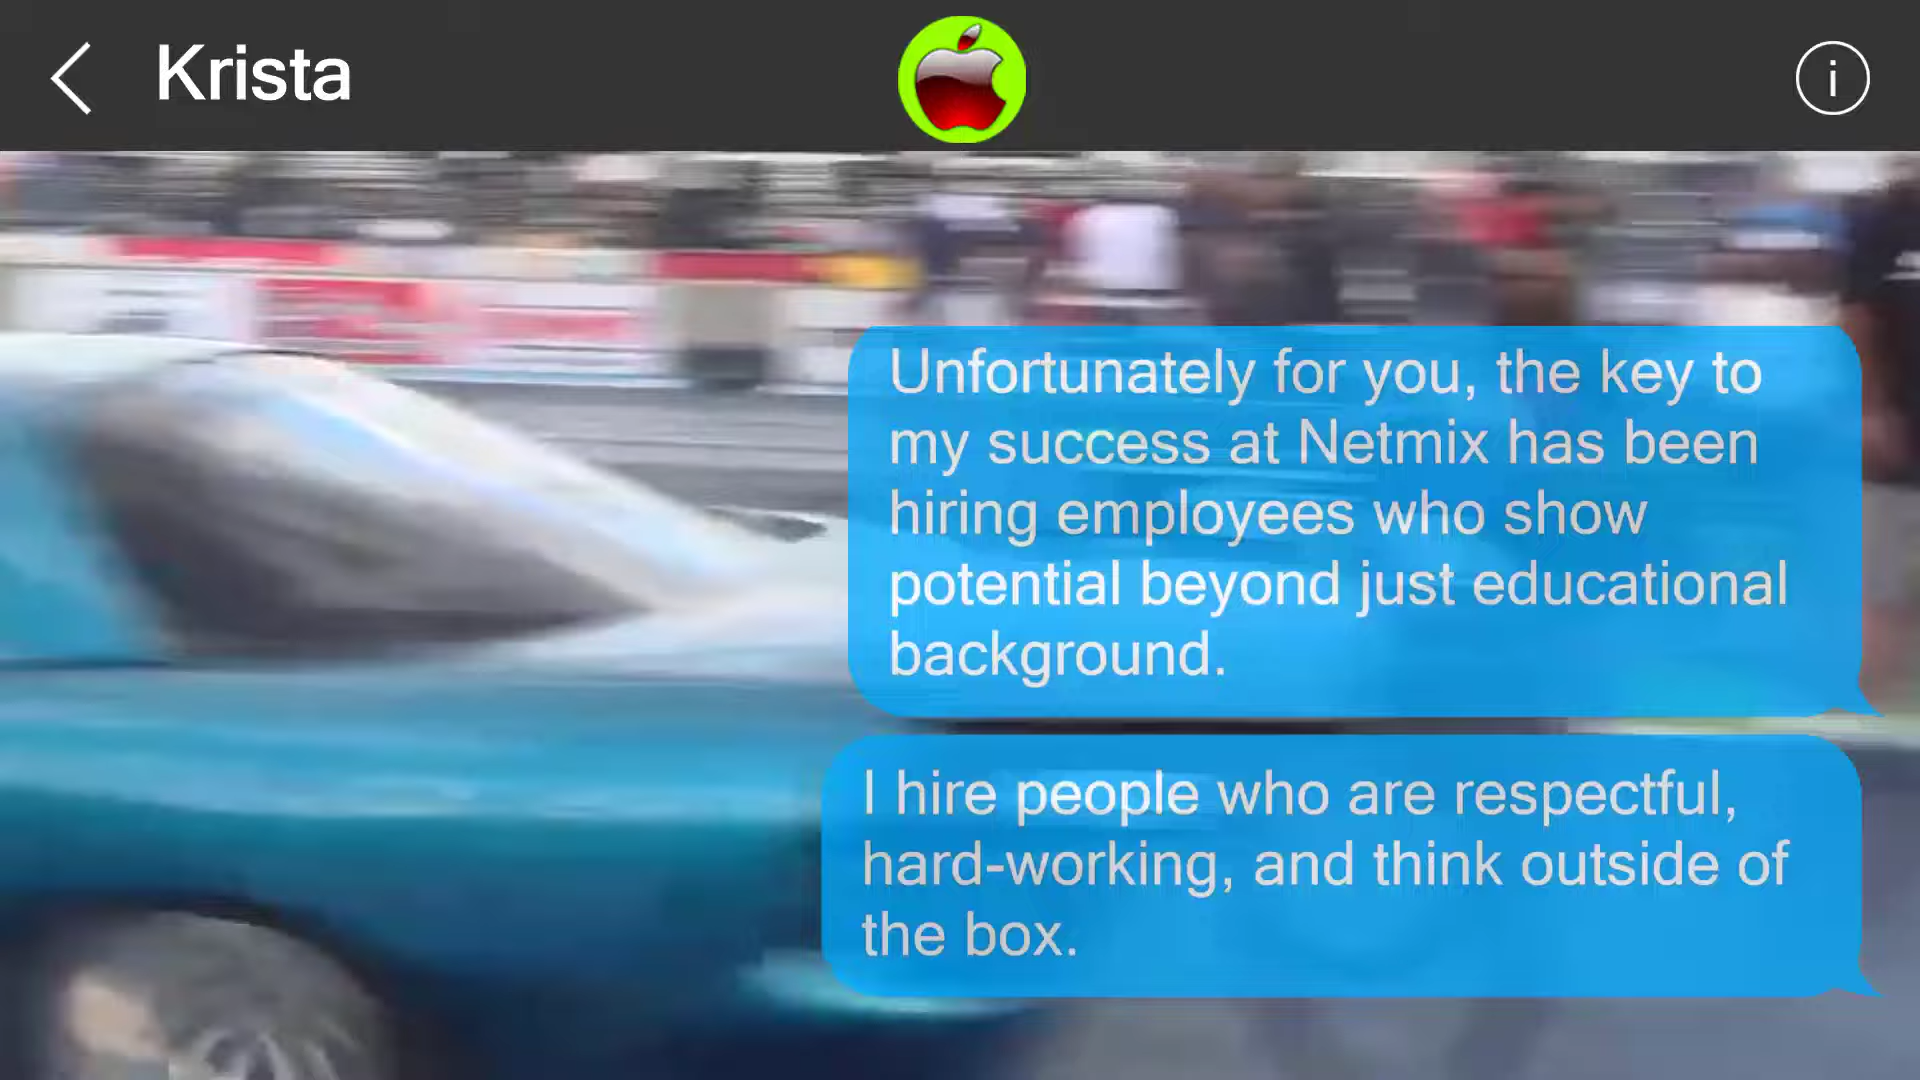 Krista
i
Unfortunately for you, the key to
my success at Netmix has been
hiring employees who show
potential beyond just educational
background.
I hire people who are respectful,
hard-working, and think outside of
the box.